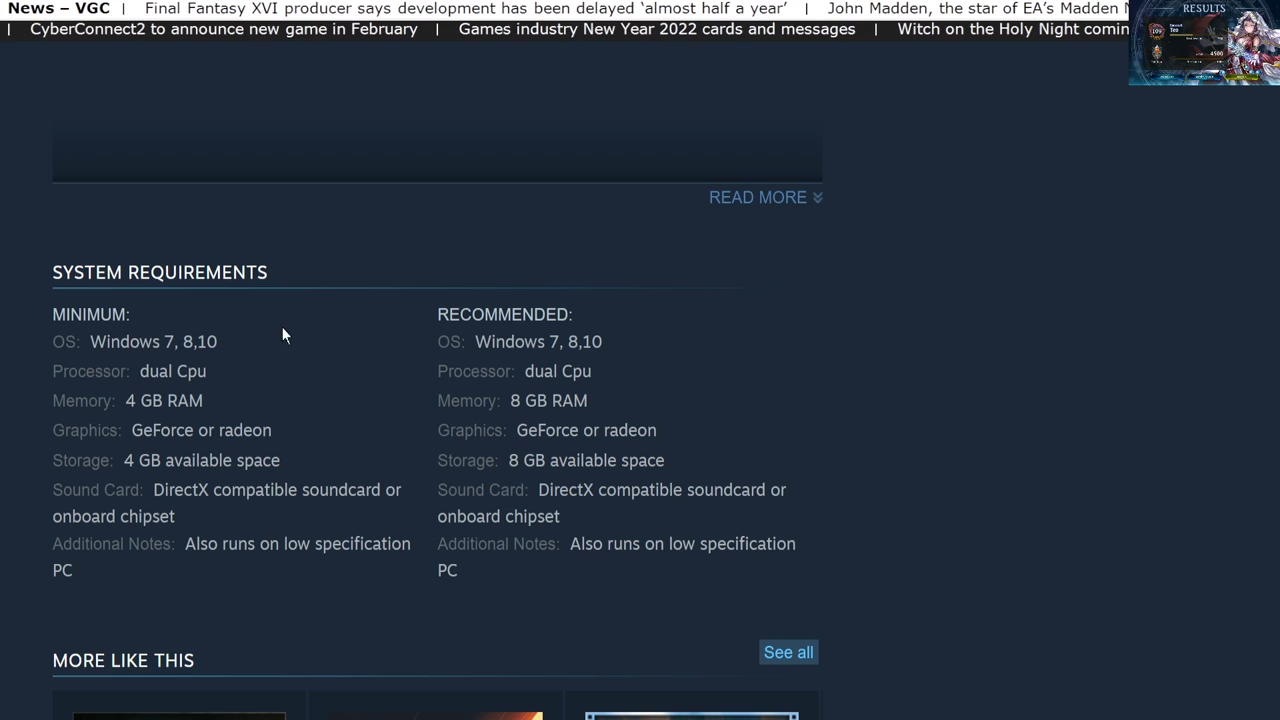 News – VGC | Final Fantasy XVI producer says development has been delayed ‘almost half a year’ | John Madden, the star of EA’s Madden N
| CyberConnect2 to announce new game in February | Games industry New Year 2022 cards and messages | Witch on the Holy Night comin
RESULTS
109
Teo
4500
READ MORE
SYSTEM REQUIREMENTS
MINIMUM:
OS: Windows 7, 8,10
Processor: dual Cpu
Memory: 4 GB RAM
Graphics: GeForce or radeon
Storage: 4 GB available space
Sound Card: DirectX compatible soundcard or
onboard chipset
Additional Notes: Also runs on low specification
PC
RECOMMENDED:
OS: Windows 7, 8,10
Processor: dual Cpu
Memory: 8 GB RAM
Graphics: GeForce or radeon
Storage: 8 GB available space
Sound Card: DirectX compatible soundcard or
onboard chipset
Additional Notes: Also runs on low specification
PC
MORE LIKE THIS
See all